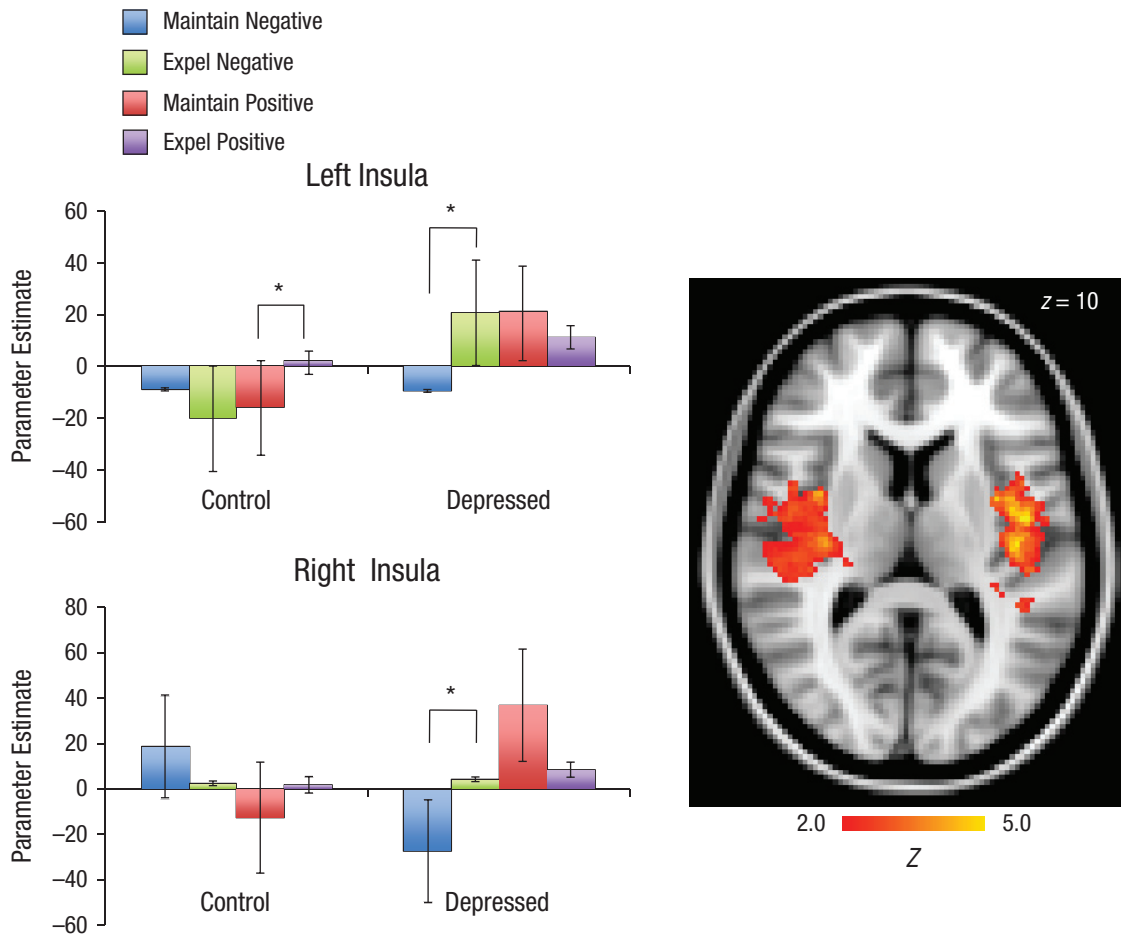 Maintain Negative
Expel Negative
Maintain Positive
Expel Positive
Left Insula
Parameter Estimate
60
40
20
0
–20
–40
–60
*
*
Control
Depressed
Right Insula
Parameter Estimate
80
60
40
20
0
–20
–40
–60
*
Control
Depressed
z = 10
2.0
5.0
Z